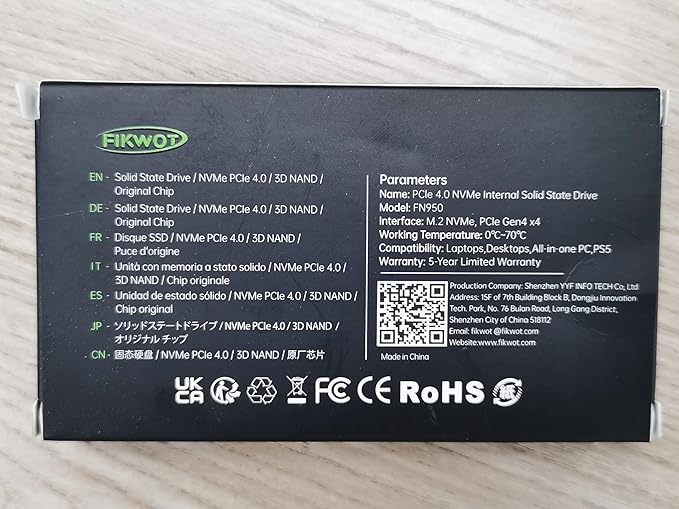 FIKWOT
EN - Solid State Drive / NVMe PCIe 4.0 / 3D NAND /
Original Chip
DE - Solid State Drive / NVMe PCIe 4.0 / 3D NAND /
Original Chip
FR - Disque SSD / NVMe PCIe 4.0 / 3D NAND /
Puce d'origine
IT - Unità con memoria a stato solido / NVMe PCIe 4.0 /
3D NAND / Chip originale
ES - Unidad de estado sólido / NVMe PCIe 4.0 / 3D NAND /
Chip original
JP - ソリッドステートドライブ / NVMe PCIe 4.0 / 3D NAND /
オリジナル チップ
CN - 固态硬盘 / NVMe PCIe 4.0 / 3D NAND / 原厂芯片
Parameters
Name: PCIe 4.0 NVMe Internal Solid State Drive
Model: FN950
Interface: M.2 NVMe, PCIe Gen4 x4
Working Temperature: 0℃-70℃
Compatibility: Laptops,Desktops,All-in-one PC,PS5
Warranty: 5-Year Limited Warranty
Production Company: Shenzhen YYF INFO TECH Co, Ltd
Address: 15F of 7th Building Block B, Dongjiu Innovation
Tech. Park, No. 76 Bulan Road, Long Gang District,
Shenzhen City of China 518112
Email: fikwot @fikwot.com
Website:www.fikwot.com
Made in China
UK
CA
FC CE RoHS